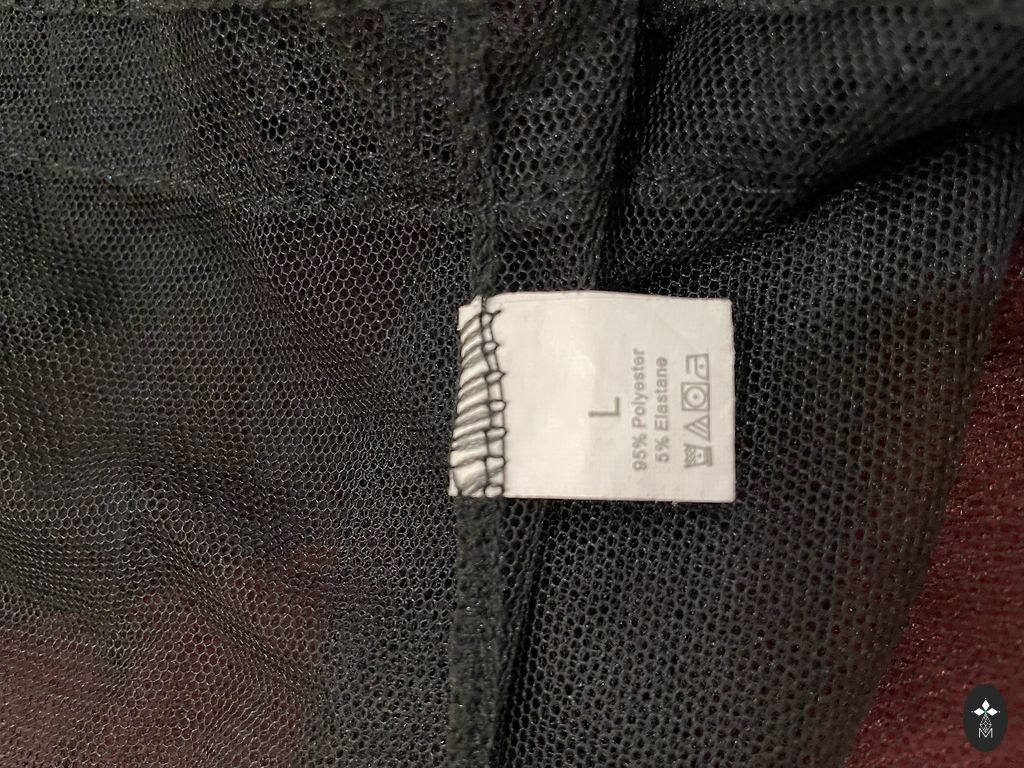 L
95% Polyester
5% Elastane
M